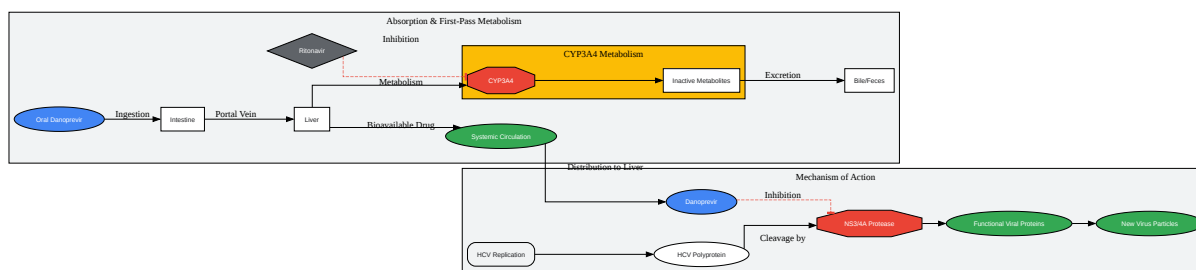 Absorption & First-Pass Metabolism
Inhibition
Ritonavir
CYP3A4 Metabolism
CYP3A4
Inactive Metabolites
Excretion
Bile/Feces
Metabolism
Oral Danoprevir
Ingestion
Intestine
Portal Vein
Liver
Bioavailable Drug
Systemic Circulation
Distribution to Liver
Mechanism of Action
Danoprevir
Inhibition
NS3/4A Protease
Functional Viral Proteins
New Virus Particles
Cleavage by
HCV Replication
HCV Polyprotein